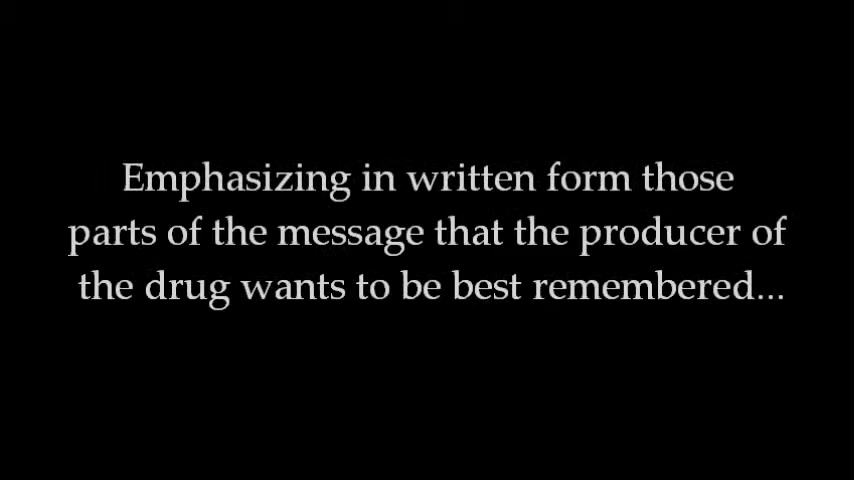 Emphasizing in written form those
parts of the message that the producer of
the drug wants to be best remembered...